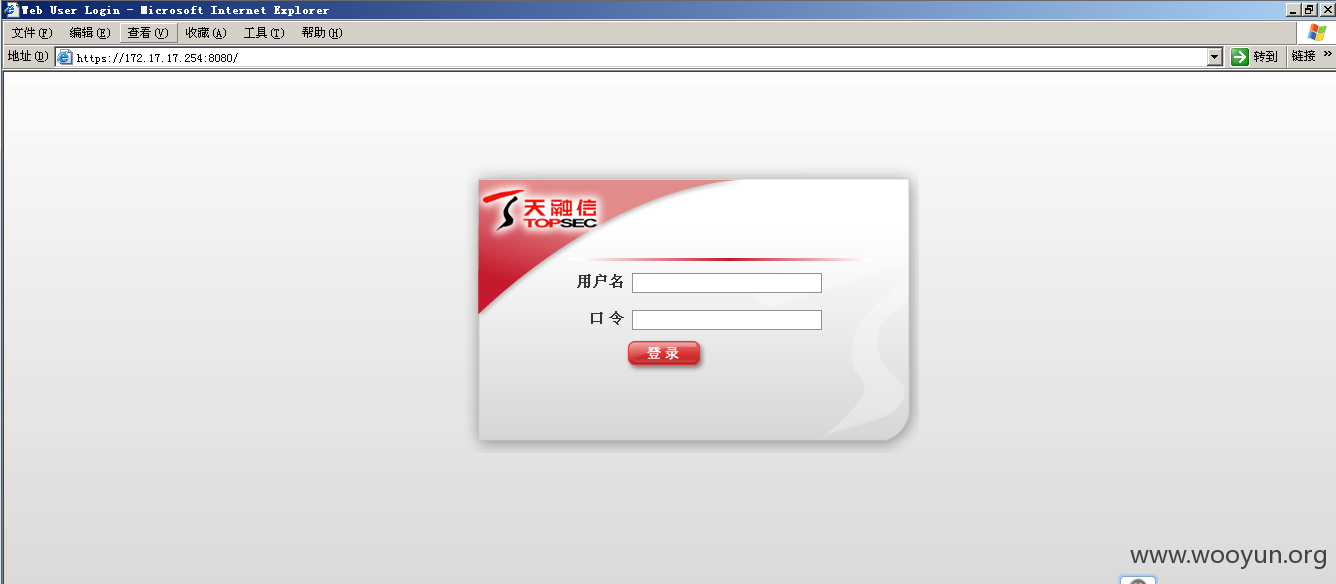 Web User Login - Microsoft Internet Explorer
文件(F) 编辑(E) 查看(V) 收藏(A) 工具(T) 帮助(H)
地址(D) https://172.17.17.254:8080/ 转到 链接 »
天融信
TOPSEC
用户名
口 令
登 录
www.wooyun.org